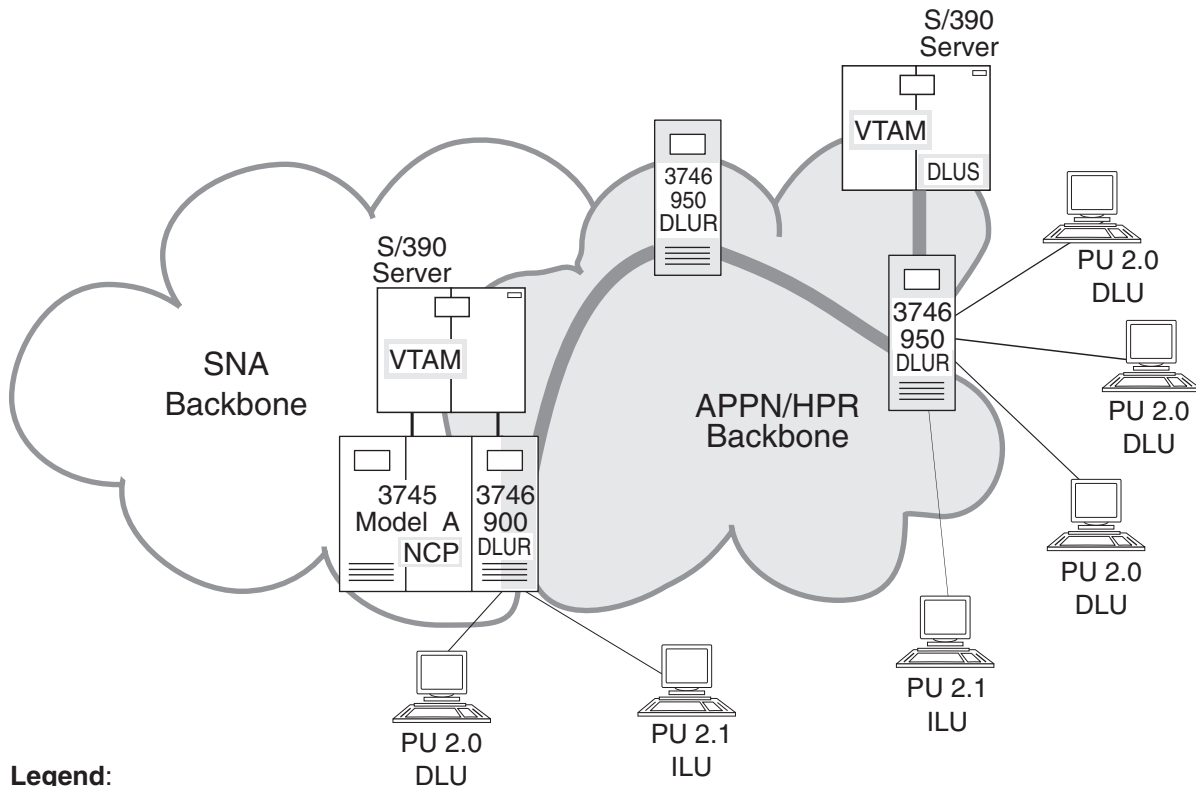 S/390
Server
VTAM
DLUS
3746
950
DLUR
PU 2.0
DLU
S/390
Server
VTAM
3746
950
DLUR
PU 2.0
DLU
SNA
Backbone
APPN/HPR
Backbone
3745
Model A
NCP
3746
900
DLUR
PU 2.0
DLU
PU 2.1
ILU
PU 2.0
DLU
PU 2.1
ILU
Legend: